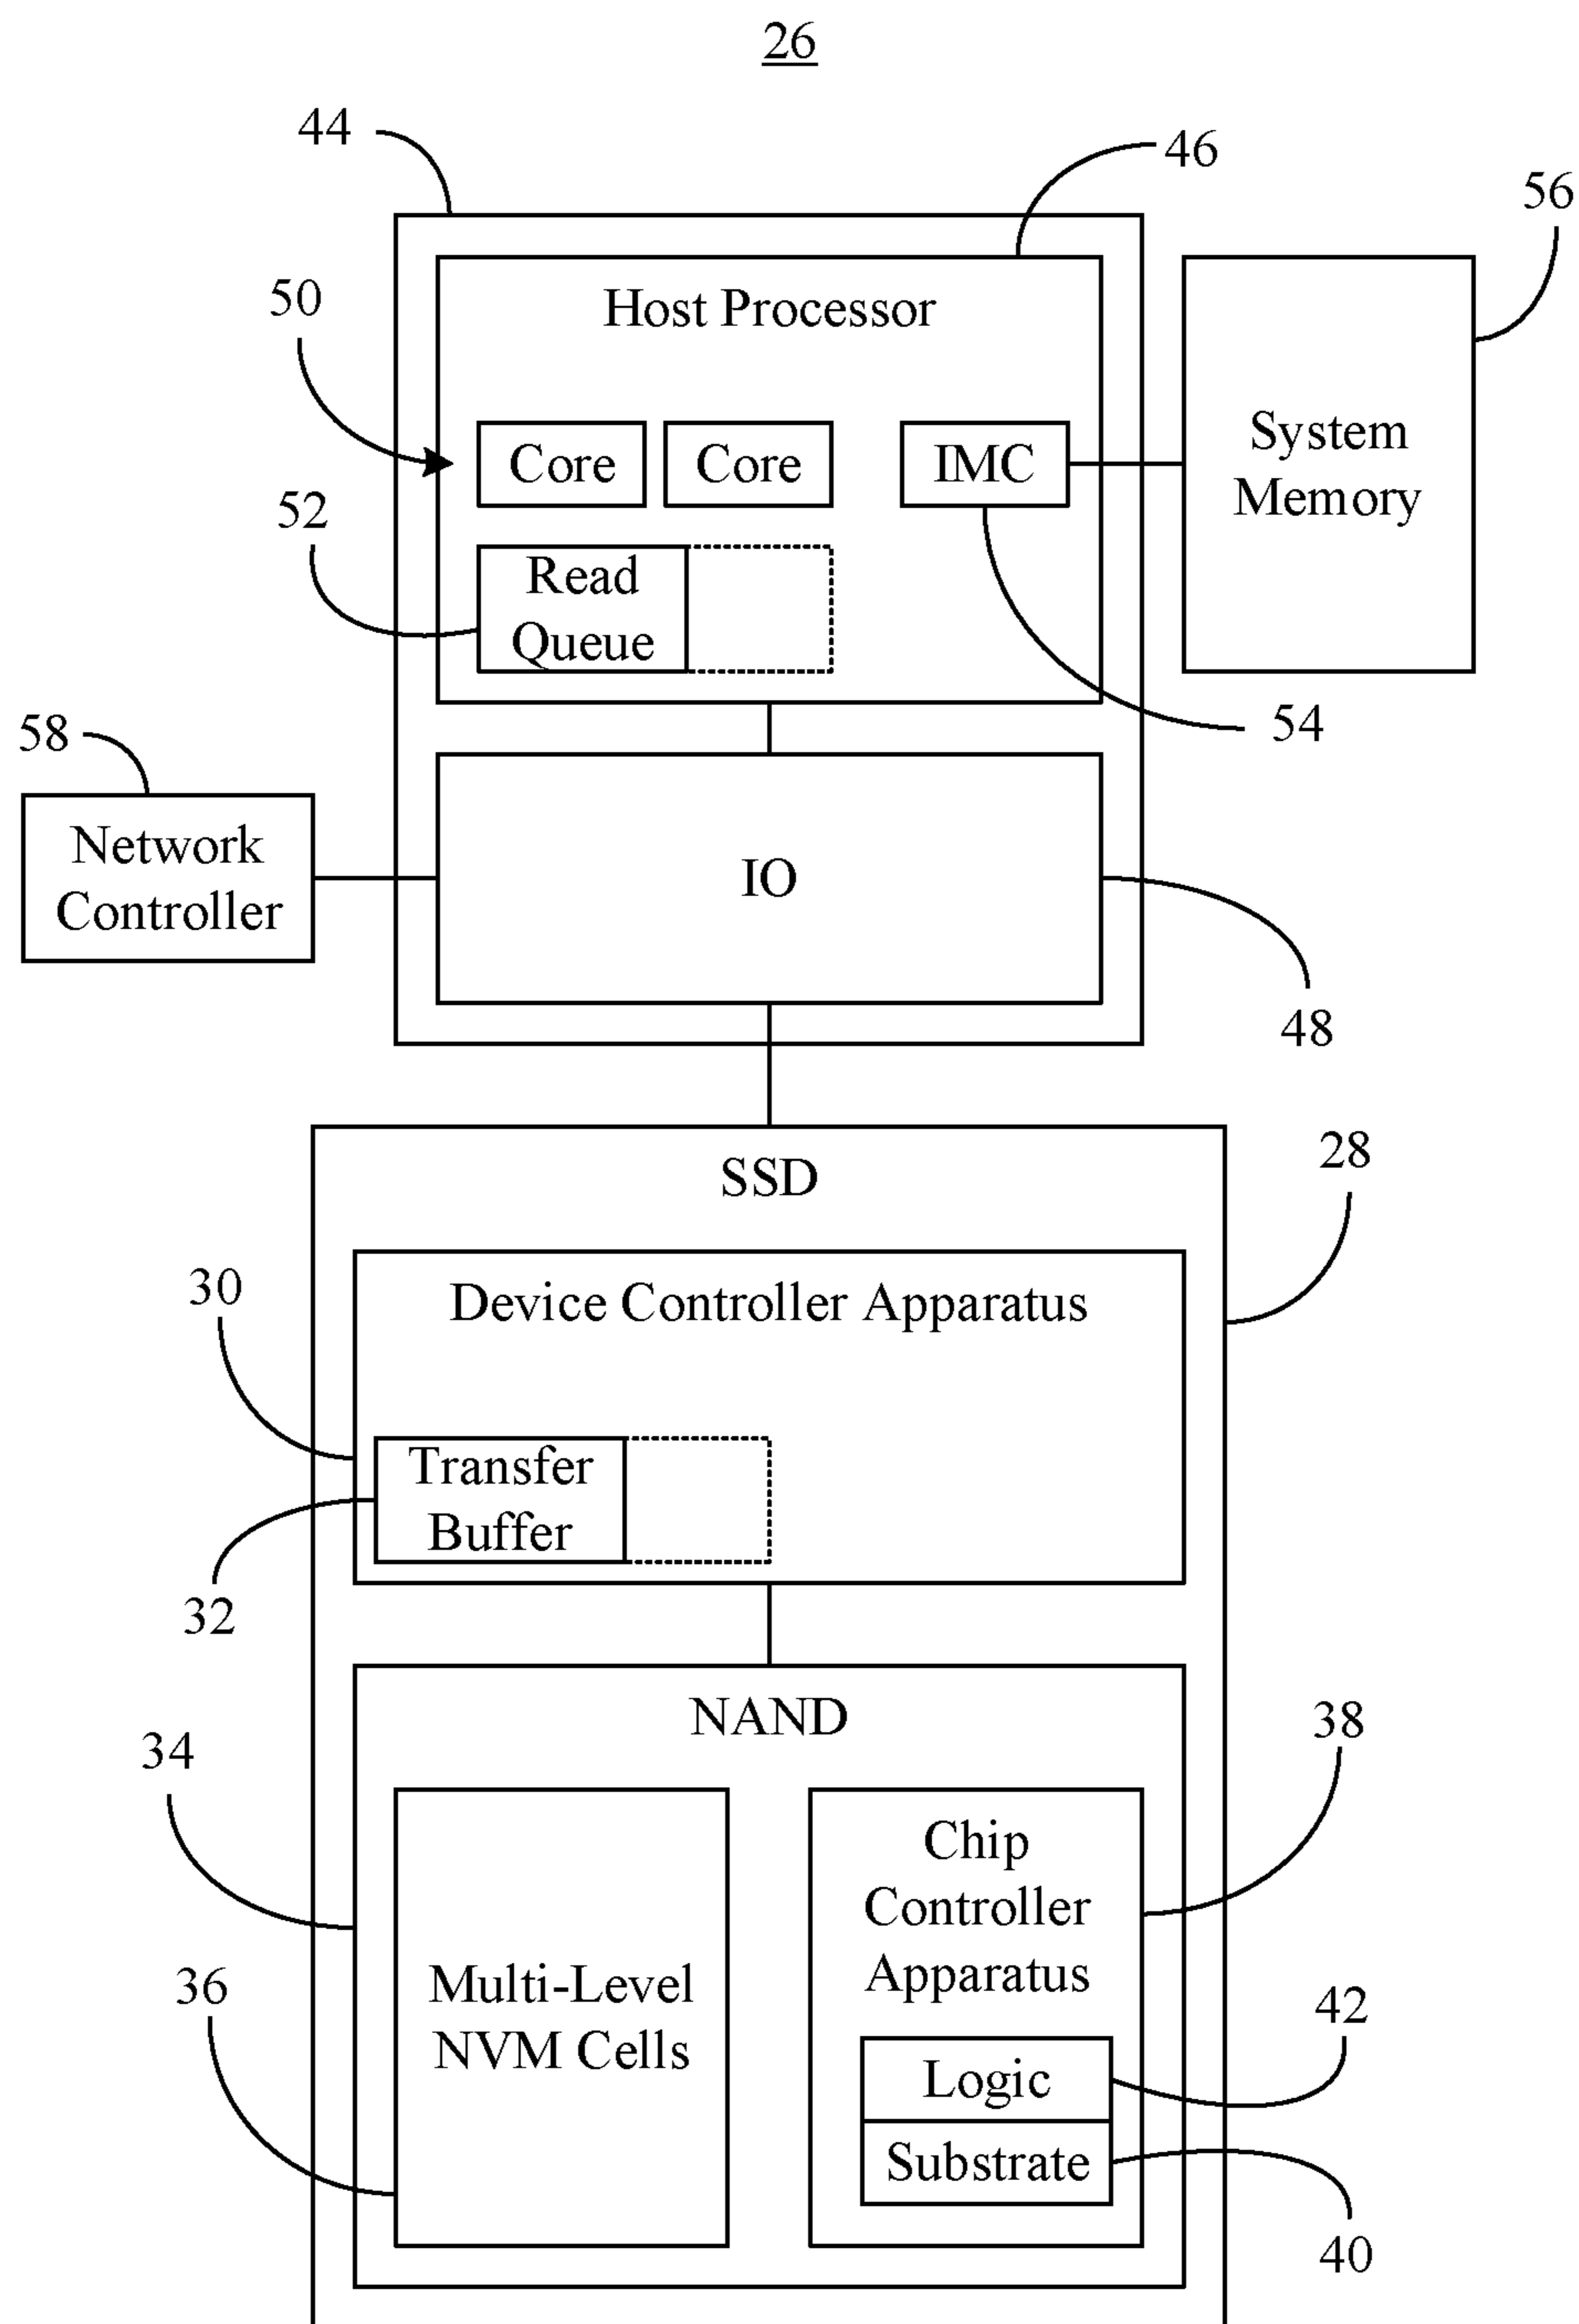 26
44
46
56
50
Host Processor
Core
Core
IMC
System
Memory
52
Read
Queue
54
58
Network
Controller
IO
48
SSD
28
30
Device Controller Apparatus
Transfer
Buffer
32
NAND
38
34
Chip
Controller
Apparatus
36
Multi-Level
NVM Cells
42
Logic
Substrate
40